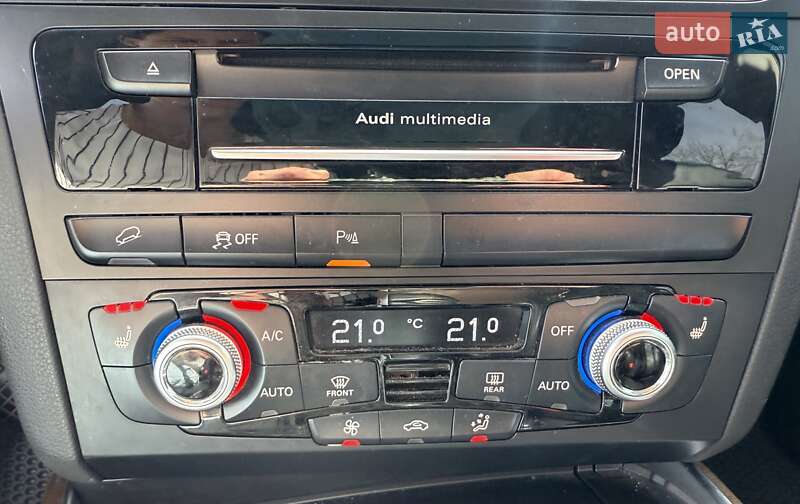 auto RIA
OPEN
Audi multimedia
OFF P
21.0 °C 21.0
A/C OFF
AUTO FRONT REAR AUTO